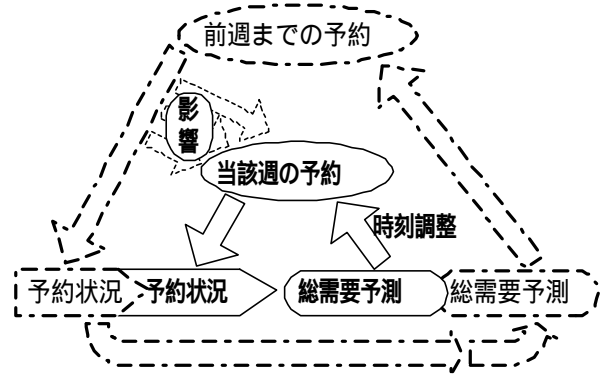 前週までの予約
影
響
当該週の予約
時刻調整
予約状況
予約状況
総需要予測
総需要予測